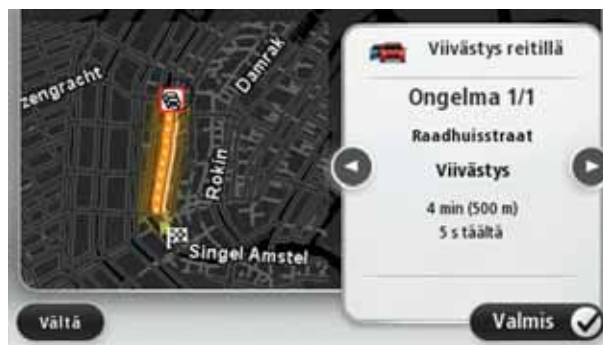 zengracht
Damrak
Rokin
Singel Amstel
Viivästys reitillä
Ongelma 1/1
Raadhuisstraat
Viivästys
4 min (500 m)
5 s täältä
Vältä
Valmis